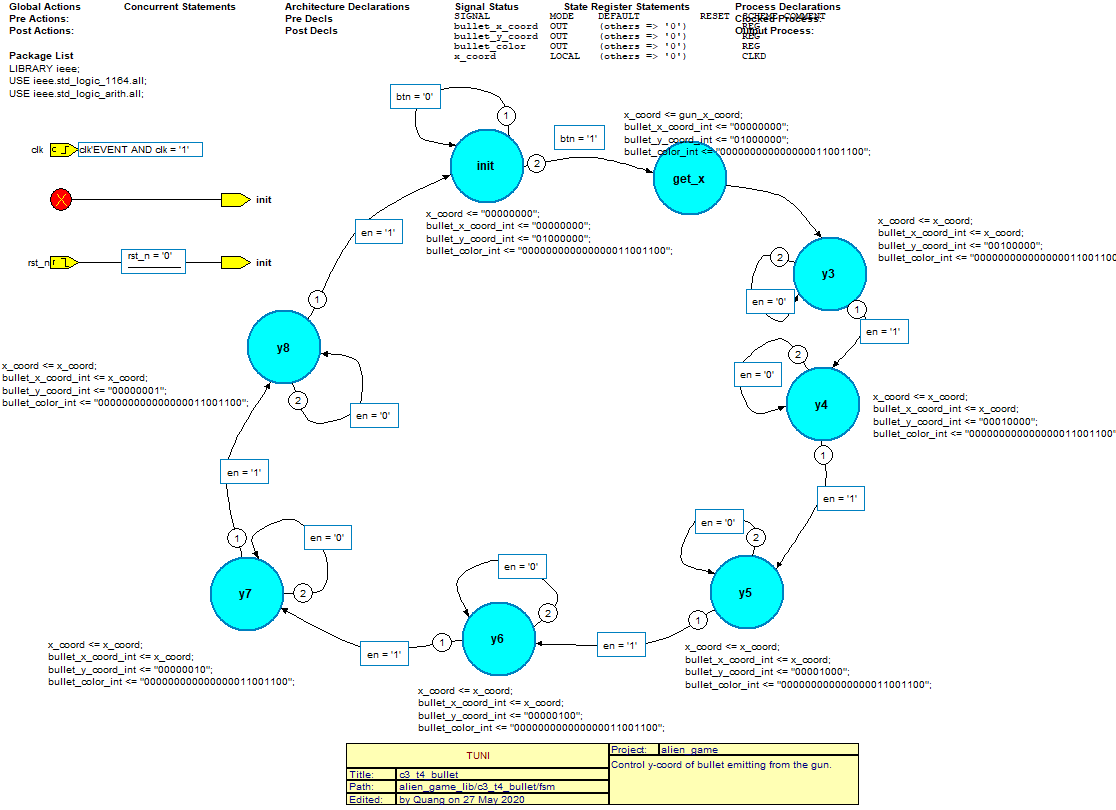 Global Actions
Pre Actions:
Post Actions:
Concurrent Statements
Architecture Declarations
Pre Decls
Post Decls
Signal Status
SIGNAL MODE DEFAULT RESET SCHEME COMMENT
bullet_x_coord OUT (others => '0') REG
bullet_y_coord OUT (others => '0') REG
bullet_color OUT (others => '0') REG
x_coord LOCAL (others => '0') CLKD
State Register Statements
Process Declarations
Clocked Process:
Output Process:
Package List
LIBRARY ieee;
USE ieee.std_logic_1164.all;
USE ieee.std_logic_arith.all;
clk
clk'EVENT AND clk = '1'
init
rst_n
rst_n = '0'
init
btn = '0'
1
init
2
btn = '1'
x_coord <= "00000000";
bullet_x_coord_int <= "00000000";
bullet_y_coord_int <= "01000000";
bullet_color_int <= "000000000000000011001100";
x_coord <= gun_x_coord;
bullet_x_coord_int <= "00000000";
bullet_y_coord_int <= "01000000";
bullet_color_int <= "000000000000000011001100";
get_x
x_coord <= x_coord;
bullet_x_coord_int <= x_coord;
bullet_y_coord_int <= "00100000";
bullet_color_int <= "000000000000000011001100
2
y3
en = '0'
1
en = '1'
2
en = '0'
y4
x_coord <= x_coord;
bullet_x_coord_int <= x_coord;
bullet_y_coord_int <= "00010000";
bullet_color_int <= "000000000000000011001100"
1
en = '1'
en = '0'
2
y5
1
x_coord <= x_coord;
bullet_x_coord_int <= x_coord;
bullet_y_coord_int <= "00001000";
bullet_color_int <= "000000000000000011001100";
en = '1'
en = '0'
2
y6
1
x_coord <= x_coord;
bullet_x_coord_int <= x_coord;
bullet_y_coord_int <= "00000100";
bullet_color_int <= "000000000000000011001100";
en = '1'
en = '0'
2
y7
1
x_coord <= x_coord;
bullet_x_coord_int <= x_coord;
bullet_y_coord_int <= "00000010";
bullet_color_int <= "000000000000000011001100";
en = '1'
y8
2
en = '0'
x_coord <= x_coord;
bullet_x_coord_int <= x_coord;
bullet_y_coord_int <= "00000001";
bullet_color_int <= "000000000000000011001100";
1
en = '1'
TUNI
Title: c3_t4_bullet
Path: alien_game_lib/c3_t4_bullet/fsm
Edited: by Quang on 27 May 2020
Project: alien_game
Control y-coord of bullet emitting from the gun.